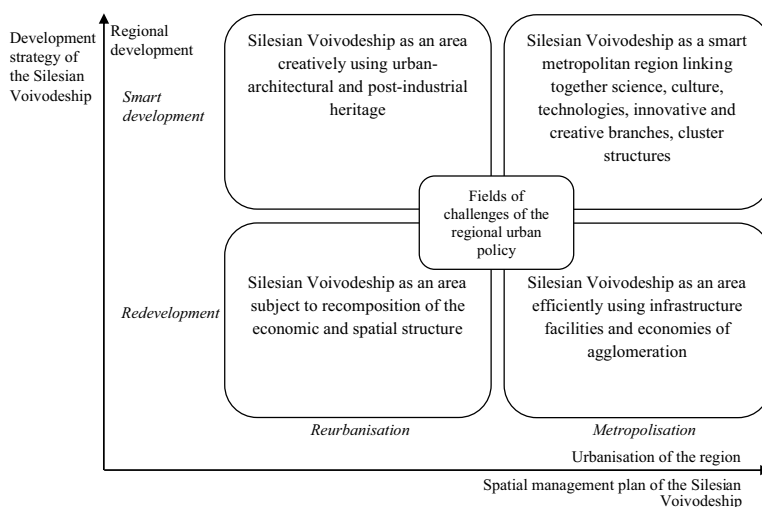 Development
strategy of
the Silesian
Voivodeship
Regional
development
Smart
development
Redevelopment
Silesian Voivodeship as an area
creatively using urban-
architectural and post-industrial
heritage
Silesian Voivodeship as a smart
metropolitan region linking
together science, culture,
technologies, innovative and
creative branches, cluster
structures
Fields of
challenges of the
regional urban
policy
Silesian Voivodeship as an area
subject to recomposition of the
economic and spatial structure
Silesian Voivodeship as an area
efficiently using infrastructure
facilities and economies of
agglomeration
Reurbanisation
Metropolisation
Urbanisation of the region
Spatial management plan of the Silesian
Voivodeship